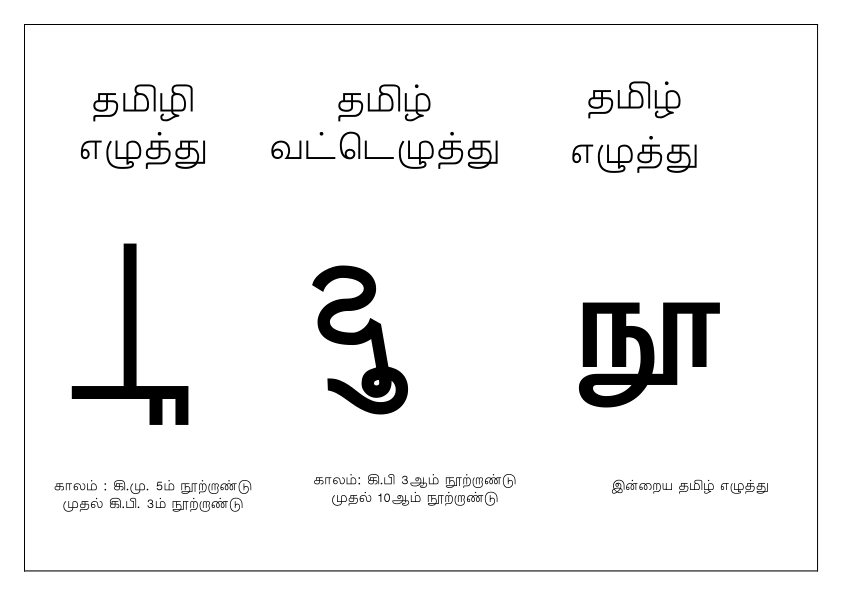 தமிழி
எழுத்து
தமிழ்
வட்டெழுத்து
தமிழ்
எழுத்து
𑀦𑀽
நூ
காலம் : கி.மு. 5ம் நூற்றாண்டு
முதல் கி.பி. 3ம் நூற்றாண்டு
காலம்: கி.பி 3ஆம் நூற்றாண்டு
முதல் 10ஆம் நூற்றாண்டு
இன்றைய தமிழ் எழுத்து